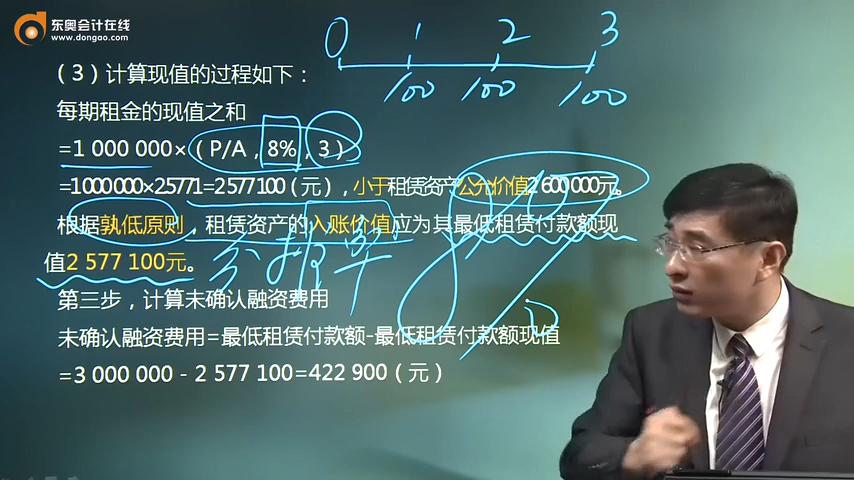 东奥会计在线
www.dongao.com
0 1 2 3
100 100 100
（3）计算现值的过程如下：
每期租金的现值之和
=1 000 000×（P/A，8%，3）
=1000000×25771=2577100（元），小于租赁资产公允价值2600000元。
根据孰低原则，租赁资产的入账价值应为其最低租赁付款额现
值2 577 100元。
第三步，计算未确认融资费用
未确认融资费用=最低租赁付款额-最低租赁付款额现值
=3 000 000－2 577 100=422 900（元）